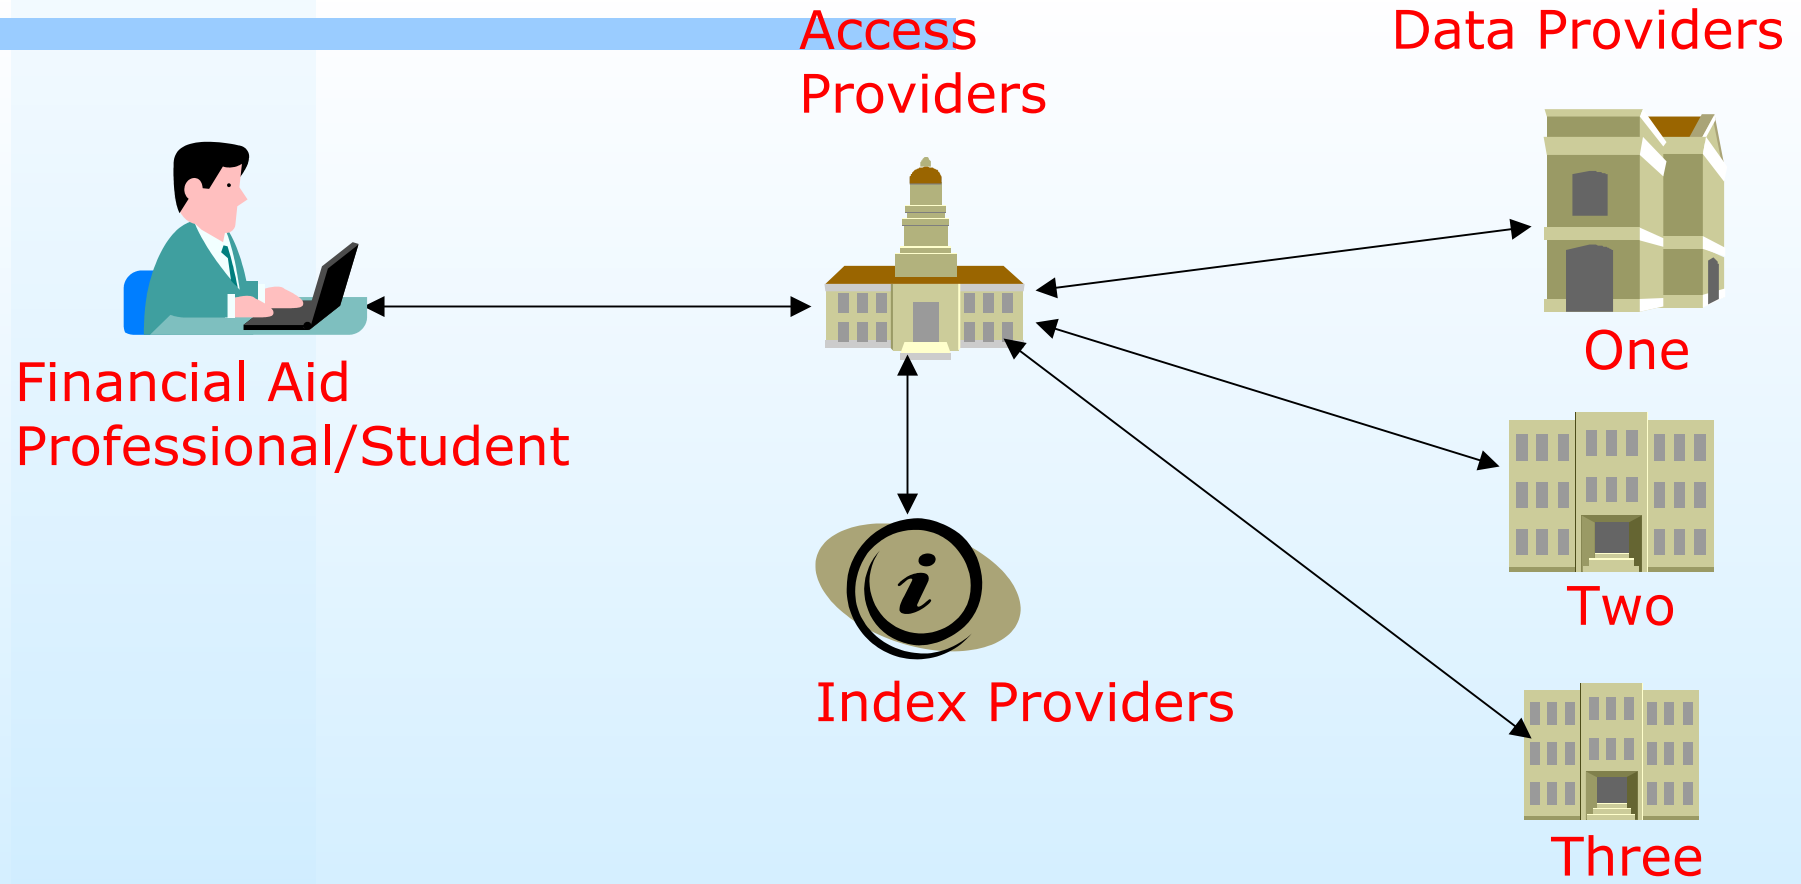 Access
Providers
Data Providers
Financial Aid
Professional/Student
One
Two
Index Providers
Three